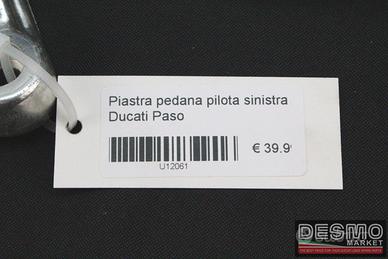 Piastra pedana pilota sinistra
Ducati Paso
€ 39.9
U12061
DESMO
MARKET